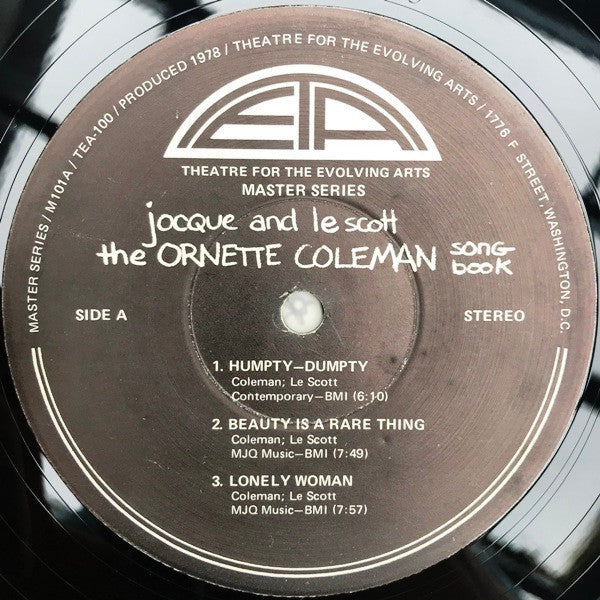 MASTER SERIES / M101A / TEA-100 / PRODUCED 1978 / THEATRE FOR THE EVOLVING ARTS / 1776 F STREET, WASHINGTON, D.C.
ETA
THEATRE FOR THE EVOLVING ARTS
MASTER SERIES
jocque and le scott
the ORNETTE COLEMAN song book
SIDE A
STEREO
1. HUMPTY—DUMPTY
Coleman; Le Scott
Contemporary—BMI (6:10)
2. BEAUTY IS A RARE THING
Coleman; Le Scott
MJQ Music—BMI (7:49)
3. LONELY WOMAN
Coleman; Le Scott
MJQ Music—BMI (7:57)